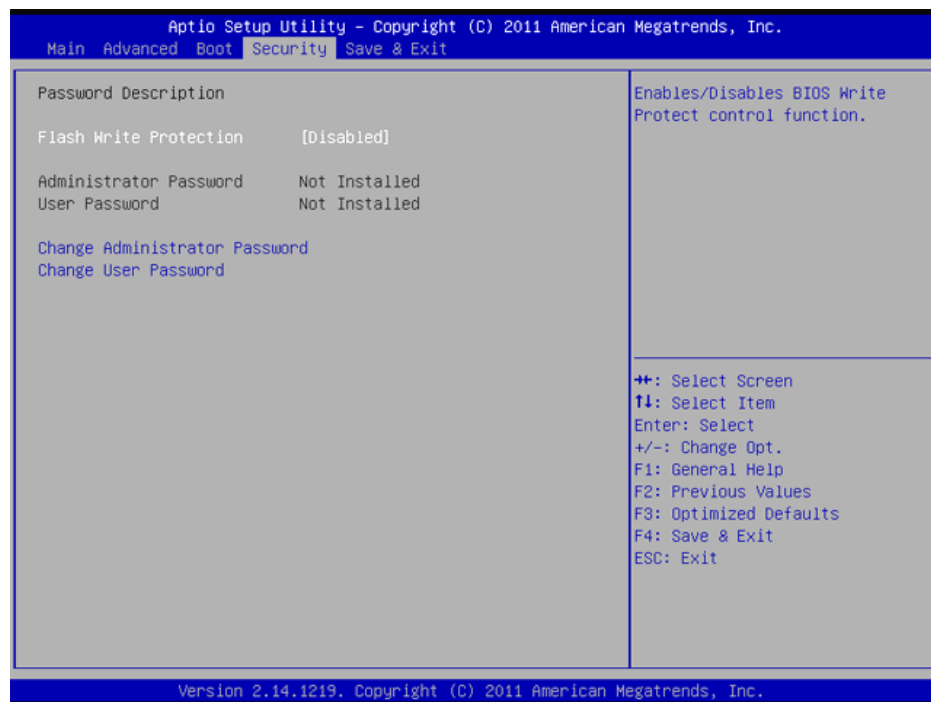 Aptio Setup Utility – Copyright (C) 2011 American Megatrends, Inc.
Main Advanced Boot Security Save & Exit
Password Description
Flash Write Protection [Disabled]
Administrator Password Not Installed
User Password Not Installed
Change Administrator Password
Change User Password
Enables/Disables BIOS Write
Protect control function.
→←: Select Screen
↑↓: Select Item
Enter: Select
+/-: Change Opt.
F1: General Help
F2: Previous Values
F3: Optimized Defaults
F4: Save & Exit
ESC: Exit
Version 2.14.1219. Copyright (C) 2011 American Megatrends, Inc.